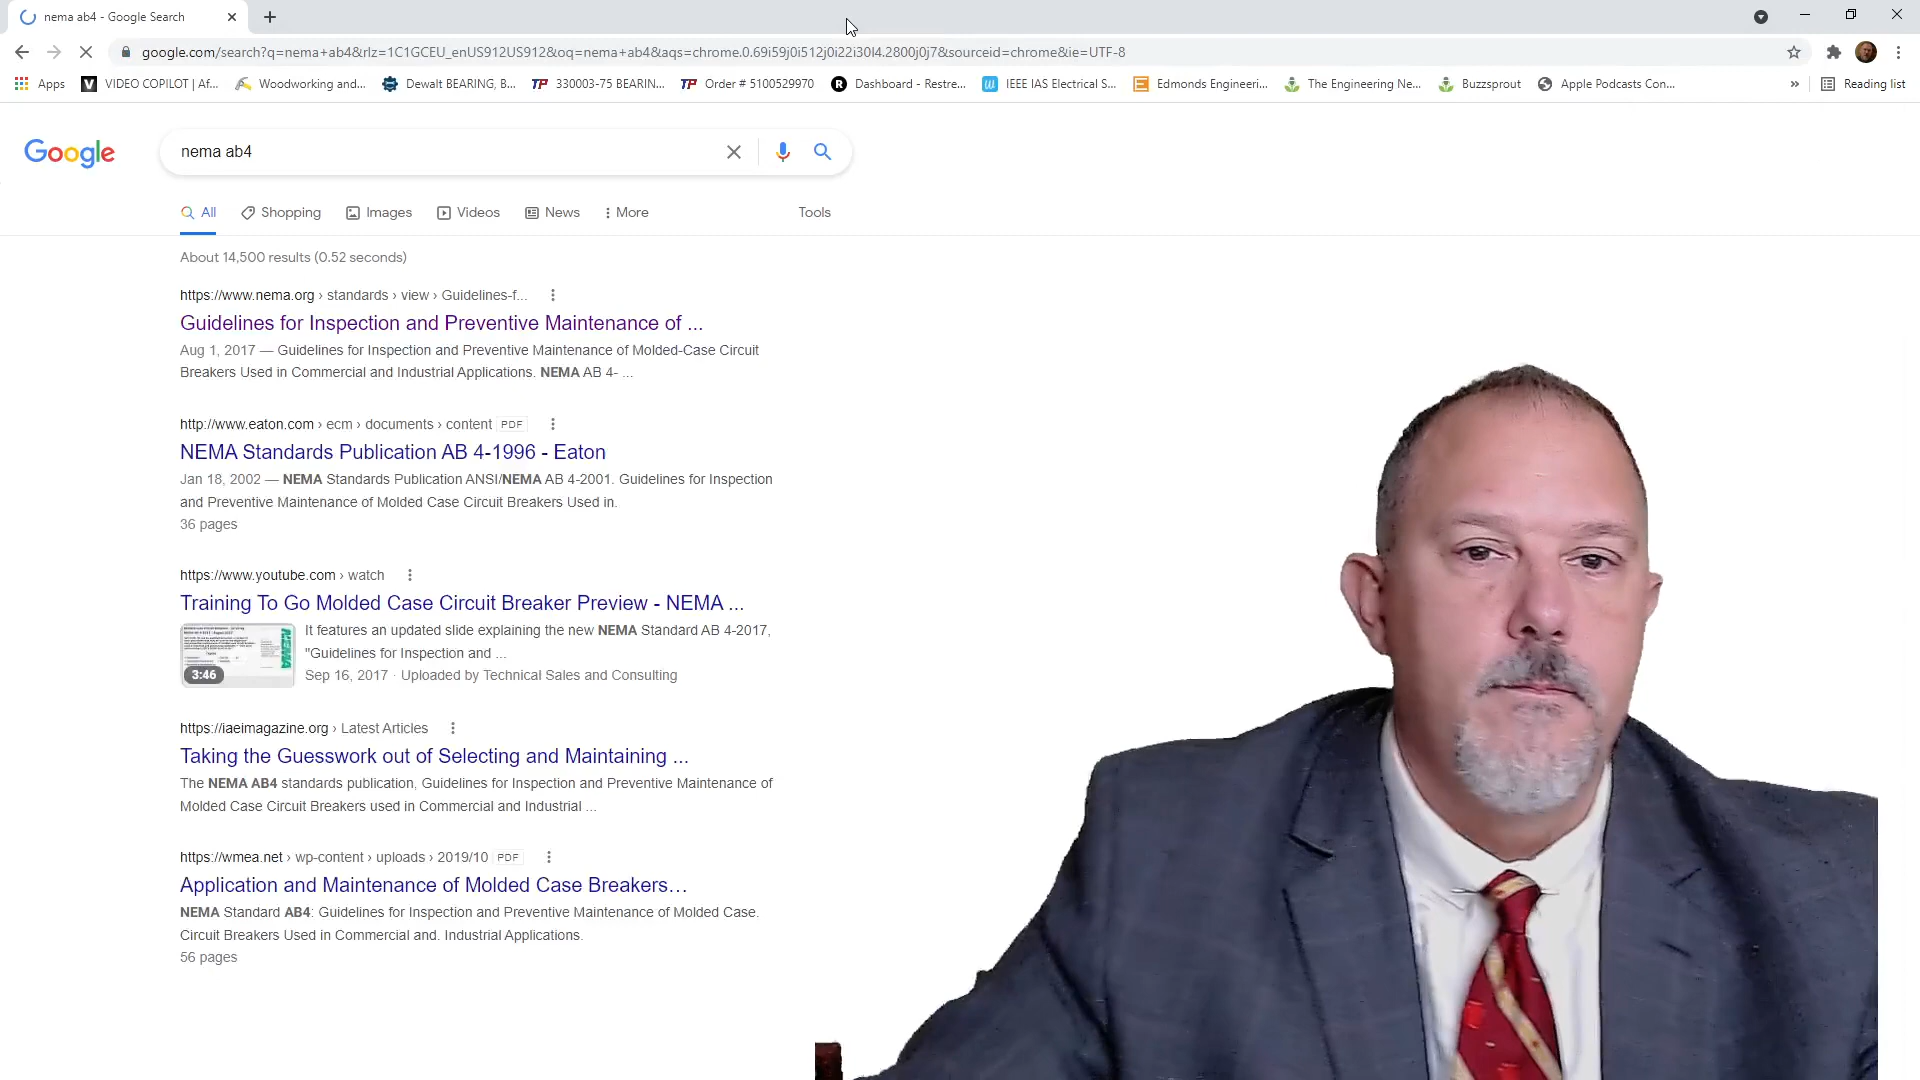 nema ab4 - Google Search
google.com/search?q=nema+ab4&rlz=1C1GCEU_enUS912US912&oq=nema+ab4&aqs=chrome.0.69i59j0i512j0i22i30l4.2800j0j7&sourceid=chrome&ie=UTF-8
Apps VIDEO COPILOT | Af... Woodworking and... Dewalt BEARING, B... TP 330003-75 BEARIN... TP Order # 5100529970 Dashboard - Restre... IEEE IAS Electrical S... Edmonds Engineeri... The Engineering Ne... Buzzsprout Apple Podcasts Con... » Reading list
Google nema ab4
All Shopping Images Videos News More Tools
About 14,500 results (0.52 seconds)
https://www.nema.org › standards › view › Guidelines-f...
Guidelines for Inspection and Preventive Maintenance of ...
Aug 1, 2017 — Guidelines for Inspection and Preventive Maintenance of Molded-Case Circuit
Breakers Used in Commercial and Industrial Applications. NEMA AB 4- ...
http://www.eaton.com › ecm › documents › content PDF
NEMA Standards Publication AB 4-1996 - Eaton
Jan 18, 2002 — NEMA Standards Publication ANSI/NEMA AB 4-2001. Guidelines for Inspection
and Preventive Maintenance of Molded Case Circuit Breakers Used in.
36 pages
https://www.youtube.com › watch
Training To Go Molded Case Circuit Breaker Preview - NEMA ...
It features an updated slide explaining the new NEMA Standard AB 4-2017,
"Guidelines for Inspection and ...
3:46
Sep 16, 2017 · Uploaded by Technical Sales and Consulting
https://iaeimagazine.org › Latest Articles
Taking the Guesswork out of Selecting and Maintaining ...
The NEMA AB4 standards publication, Guidelines for Inspection and Preventive Maintenance of
Molded Case Circuit Breakers used in Commercial and Industrial ...
https://wmea.net › wp-content › uploads › 2019/10 PDF
Application and Maintenance of Molded Case Breakers…
NEMA Standard AB4: Guidelines for Inspection and Preventive Maintenance of Molded Case.
Circuit Breakers Used in Commercial and. Industrial Applications.
56 pages